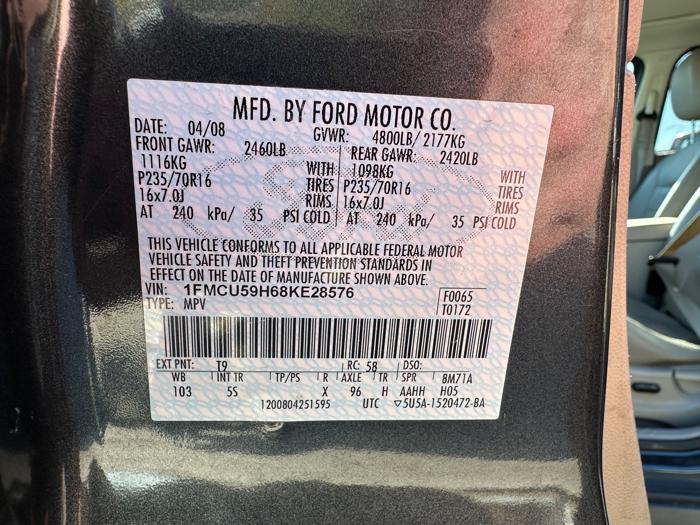 MFD. BY FORD MOTOR CO.
DATE: 04/08 GVWR: 4800LB/ 2177KG
FRONT GAWR: 2460LB REAR GAWR: 2420LB
1116KG WITH 1098KG WITH
P235/70R16 TIRES P235/70R16 TIRES
16x7.0J RIMS 16x7.0J RIMS
AT 240 kPa/ 35 PSI COLD AT 240 kPa/ 35 PSI COLD
THIS VEHICLE CONFORMS TO ALL APPLICABLE FEDERAL MOTOR
VEHICLE SAFETY AND THEFT PREVENTION STANDARDS IN
EFFECT ON THE DATE OF MANUFACTURE SHOWN ABOVE.
VIN: 1FMCU59H68KE28576 F0065
TYPE: MPV T0172
EXT PNT: T9 RC: 58 DSO:
WB INT TR TP/PS R AXLE TR SPR 8M71A
103 5S X 96 H AAHH H05
1200804251595 UTC ▽5U5A-1520472-BA